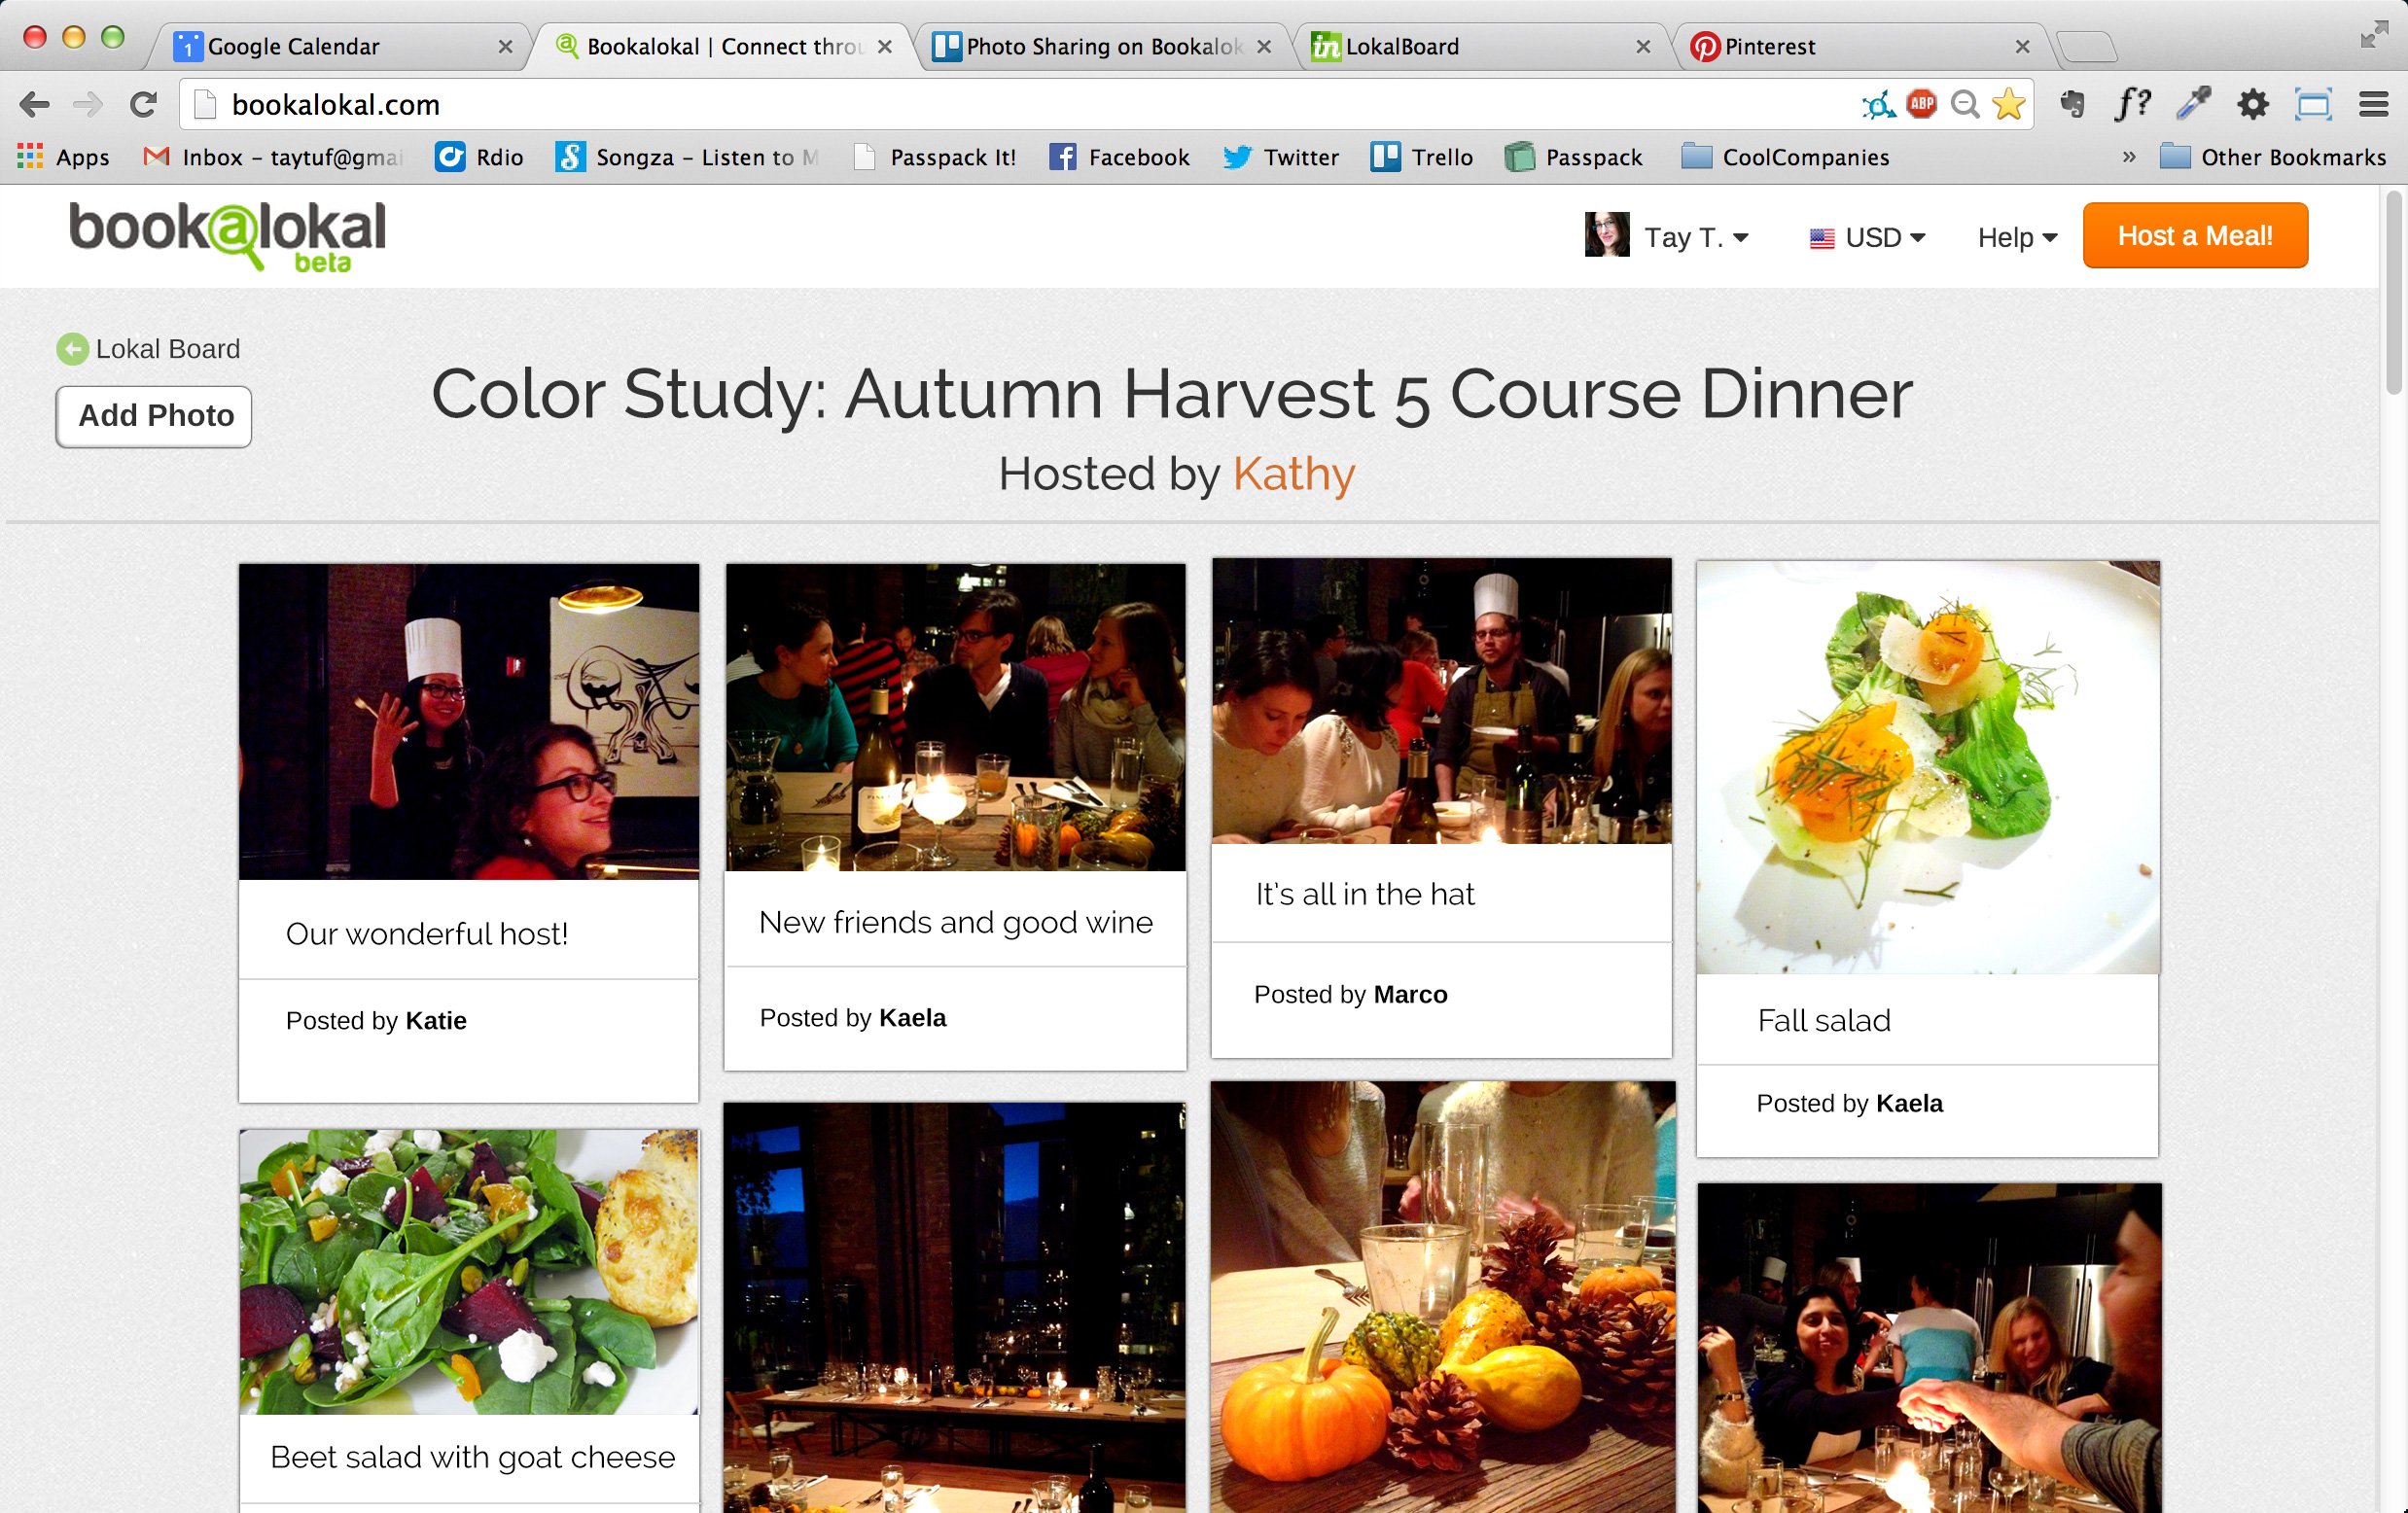 1 Google Calendar
Bookalokal | Connect throu
Photo Sharing on Bookalok
in LokalBoard
Pinterest
bookalokal.com
ABP
f?
Apps
Inbox – taytuf@gmai
Rdio
S Songza – Listen to M
Passpack It!
Facebook
Twitter
Trello
Passpack
CoolCompanies
»
Other Bookmarks
bookalokal
beta
Tay T.
USD
Help
Host a Meal!
Lokal Board
Add Photo
Color Study: Autumn Harvest 5 Course Dinner
Hosted by Kathy
Our wonderful host!
Posted by Katie
New friends and good wine
Posted by Kaela
It's all in the hat
Posted by Marco
Fall salad
Posted by Kaela
Beet salad with goat cheese